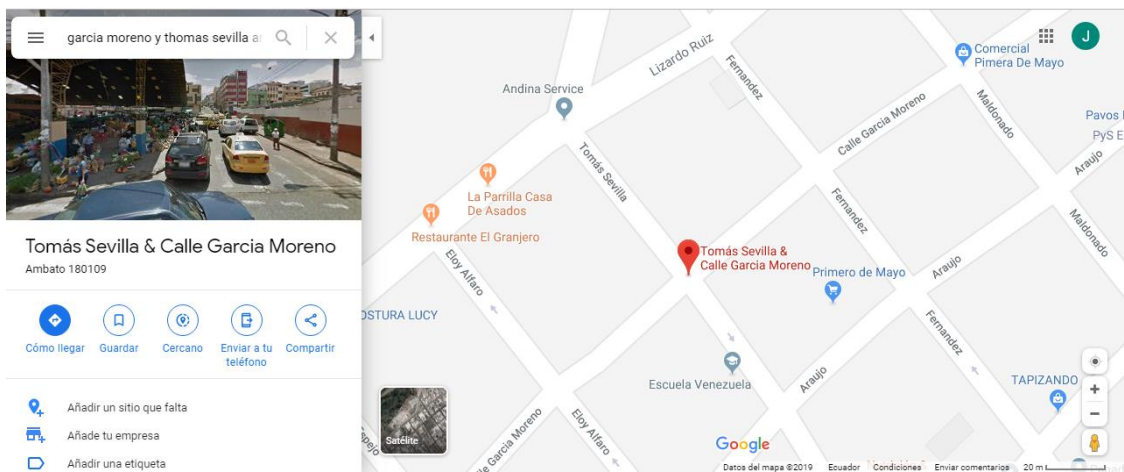 garcia moreno y thomas sevilla a
Tomás Sevilla & Calle Garcia Moreno
Ambato 180109
Cómo llegar
Guardar
Cercano
Enviar a tu
teléfono
Compartir
Añadir un sitio que falta
Añade tu empresa
Añadir una etiqueta
J
Lizardo Ruiz
Fernandez
Comercial
Pimera De Mayo
Andina Service
Maldonado
Calle Garcia Moreno
Pavos
PyS E
Araujo
Tomás Sevilla
La Parrilla Casa
De Asados
Restaurante El Granjero
Fernandez
Maldonado
Tomás Sevilla &
Calle Garcia Moreno
Eloy Alfaro
Primero de Mayo
Araujo
OSTURA LUCY
Fernandez
Escuela Venezuela
Araujo
TAPIZANDO
Satélite
Eloy Alfaro
le Garcia Moreno
spejo
Google
Datos del mapa ©2019
Ecuador
Condiciones
Enviar comentarios
20 m